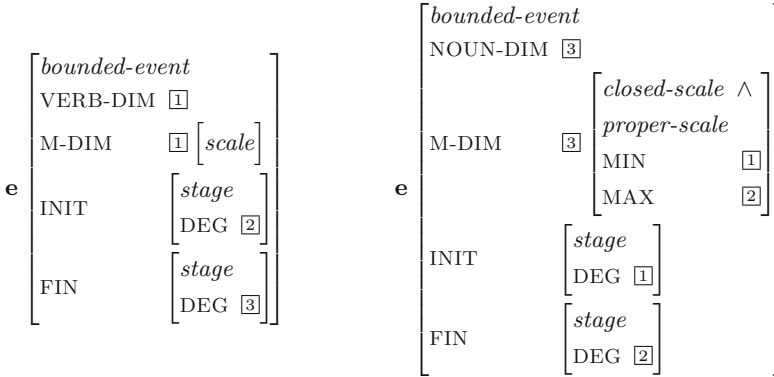 e
bounded-event
VERB-DIM 1
M-DIM 1 [scale]
INIT [stage
DEG 2]
FIN [stage
DEG 3]
e
bounded-event
NOUN-DIM 3
M-DIM 3 [closed-scale ∧
proper-scale
MIN 1
MAX 2]
INIT [stage
DEG 1]
FIN [stage
DEG 2]